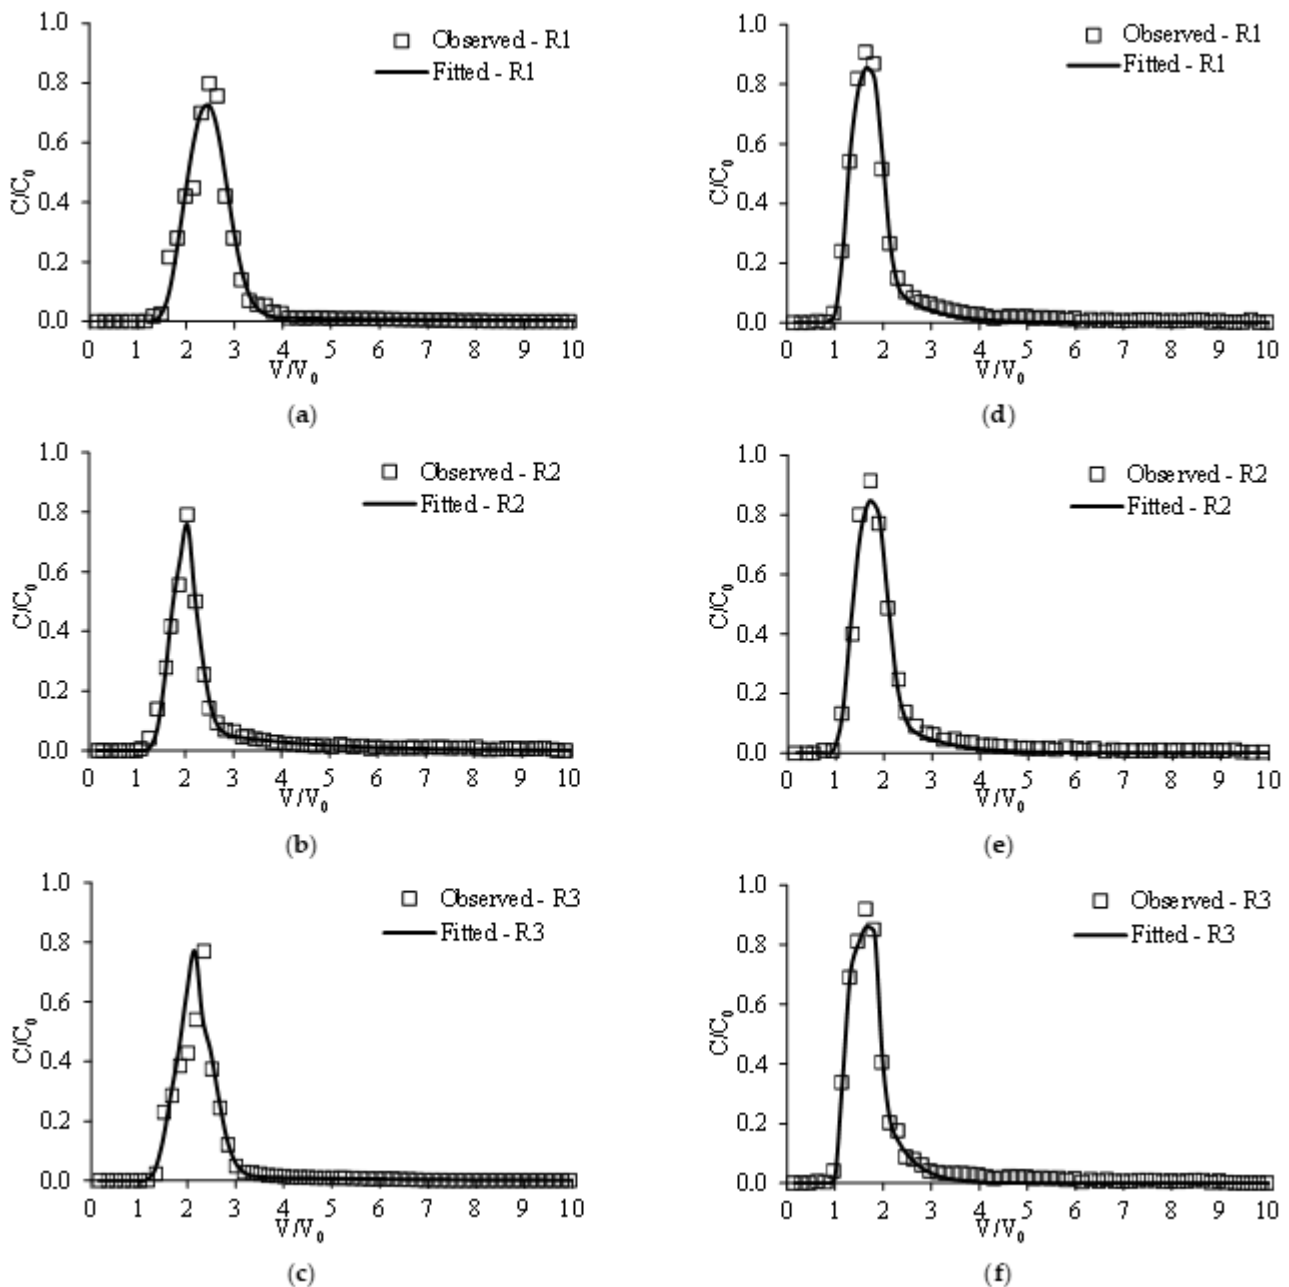 1.0
0.8
0.6
0.4
0.2
0.0
C/C0
0 1 2 3 4 5 6 7 8 9 10
V/V0
Observed - R1
Fitted - R1
(a)
1.0
0.8
0.6
0.4
0.2
0.0
C/C0
0 1 2 3 4 5 6 7 8 9 10
V/V0
Observed - R1
Fitted - R1
(d)
1.0
0.8
0.6
0.4
0.2
0.0
C/C0
0 1 2 3 4 5 6 7 8 9 10
V/V0
Observed - R2
Fitted - R2
(b)
1.0
0.8
0.6
0.4
0.2
0.0
C/C0
0 1 2 3 4 5 6 7 8 9 10
V/V0
Observed - R2
Fitted - R2
(e)
1.0
0.8
0.6
0.4
0.2
0.0
C/C0
0 1 2 3 4 5 6 7 8 9 10
V/V0
Observed - R3
Fitted - R3
(c)
1.0
0.8
0.6
0.4
0.2
0.0
C/C0
0 1 2 3 4 5 6 7 8 9 10
V/V0
Observed - R3
Fitted - R3
(f)